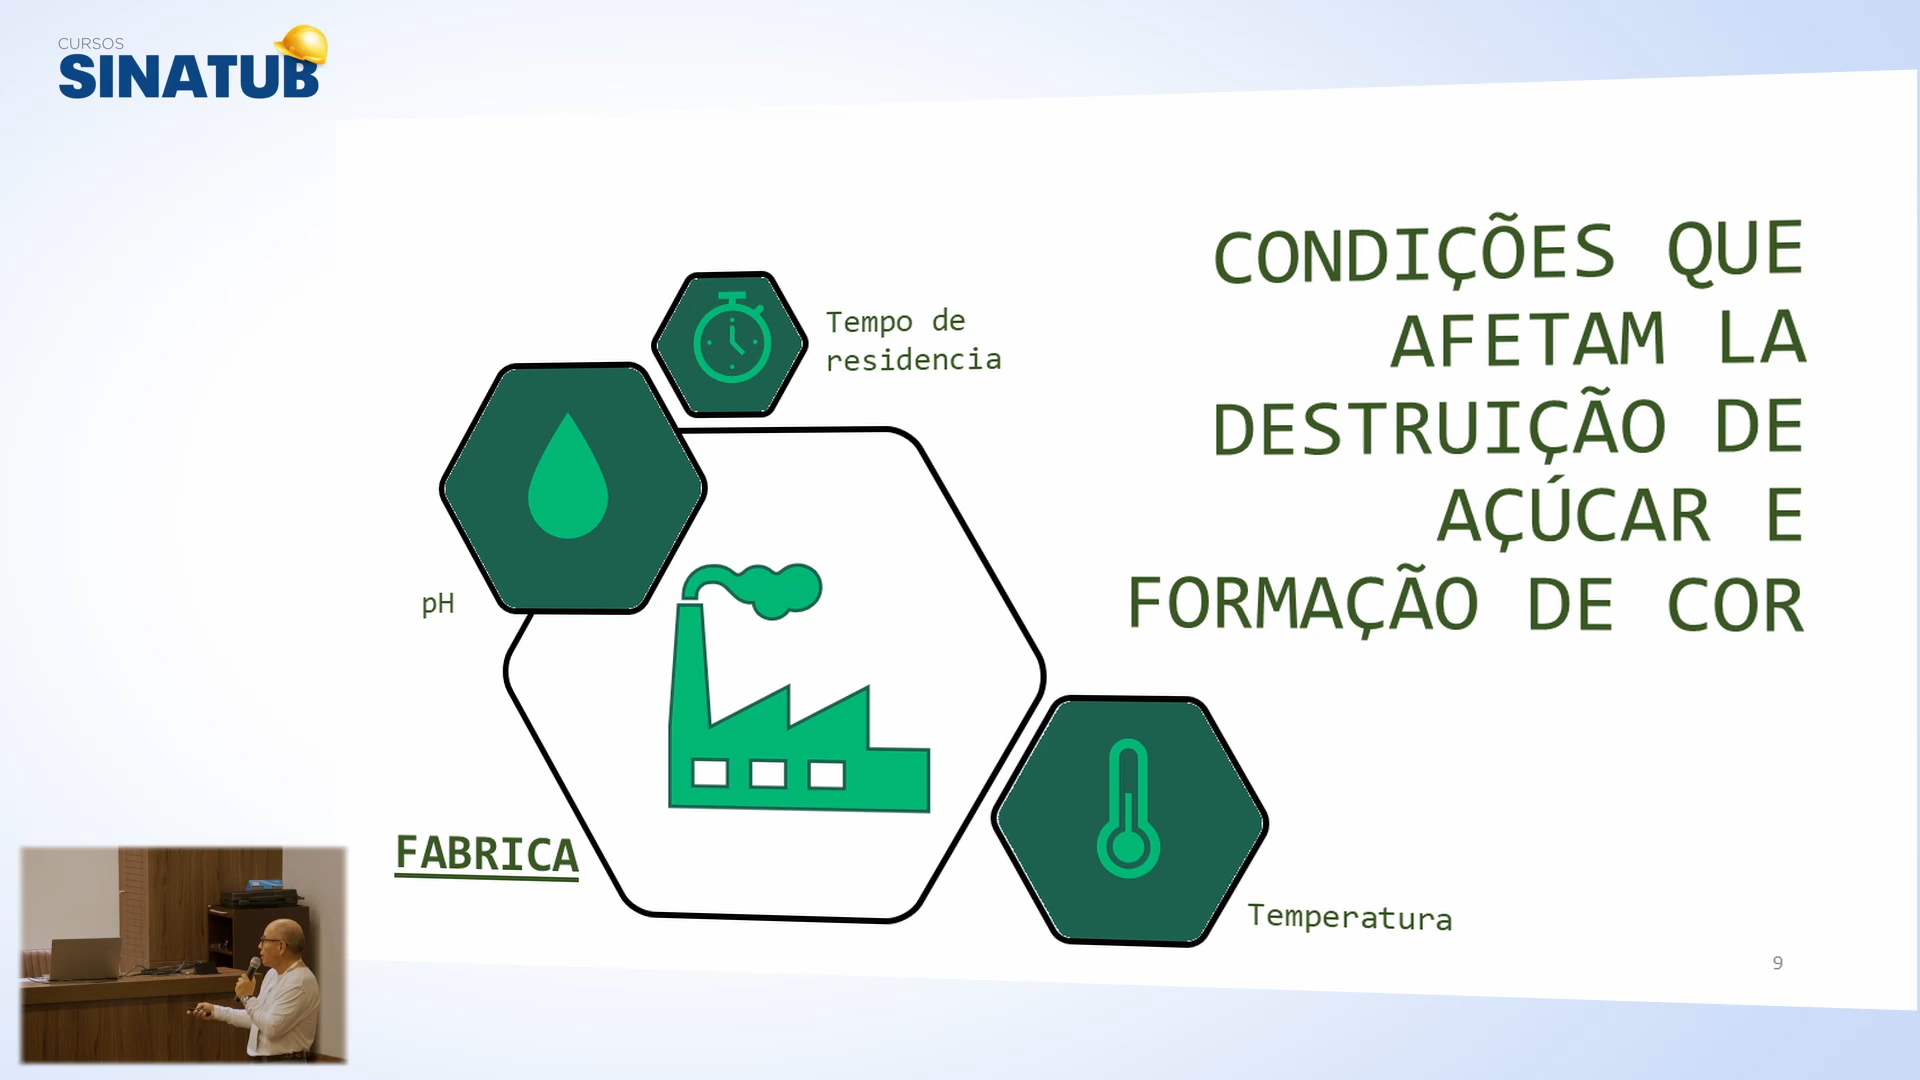 CURSOS
SINATUB
CONDIÇÕES QUE
AFETAM LA
DESTRUIÇÃO DE
AÇÚCAR E
FORMAÇÃO DE COR
Tempo de
residencia
pH
FABRICA
Temperatura
9